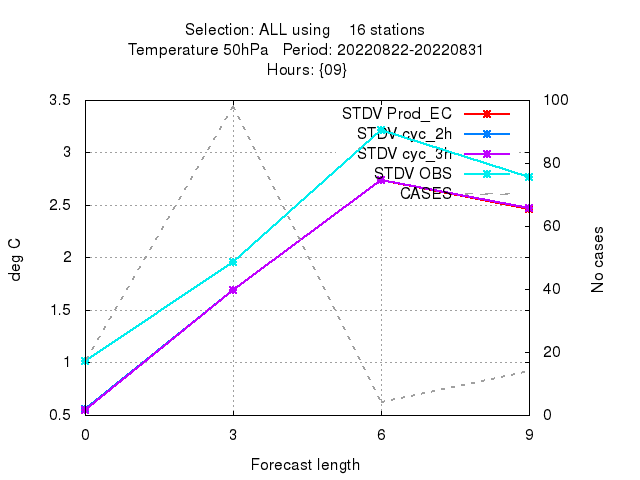 Selection: ALL using 16 stations
Temperature 50hPa Period: 20220822-20220831
Hours: {09}
3.5
3
2.5
2
1.5
1
0.5
deg C
STDV Prod_EC
STDV cyc_2h
STDV cyc_3h
STDV OBS
CASES
100
80
60
40
20
0
No cases
0 3 6 9
Forecast length